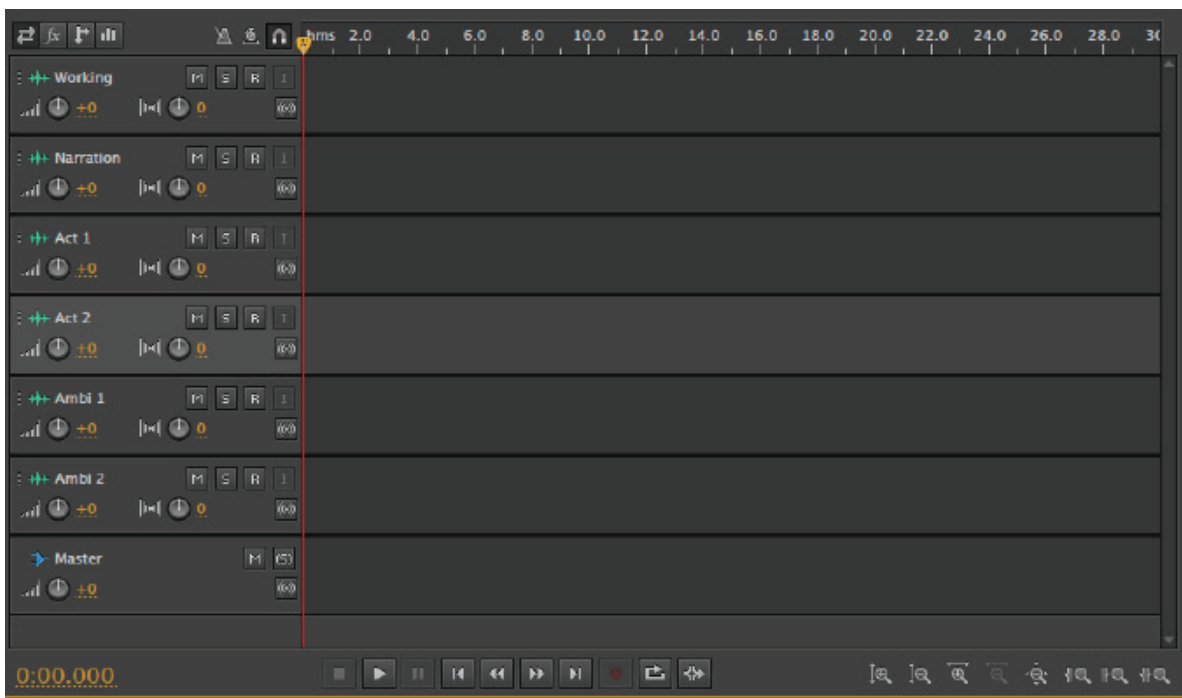 fx hms 2.0 4.0 6.0 8.0 10.0 12.0 14.0 16.0 18.0 20.0 22.0 24.0 26.0 28.0 30
Working M S R I
+0 0
Narration M S R I
+0 0
Act 1 M S R I
+0 0
Act 2 M S R I
+0 0
Ambi 1 M S R I
+0 0
Ambi 2 M S R I
+0 0
Master M (S)
+0
0:00.000